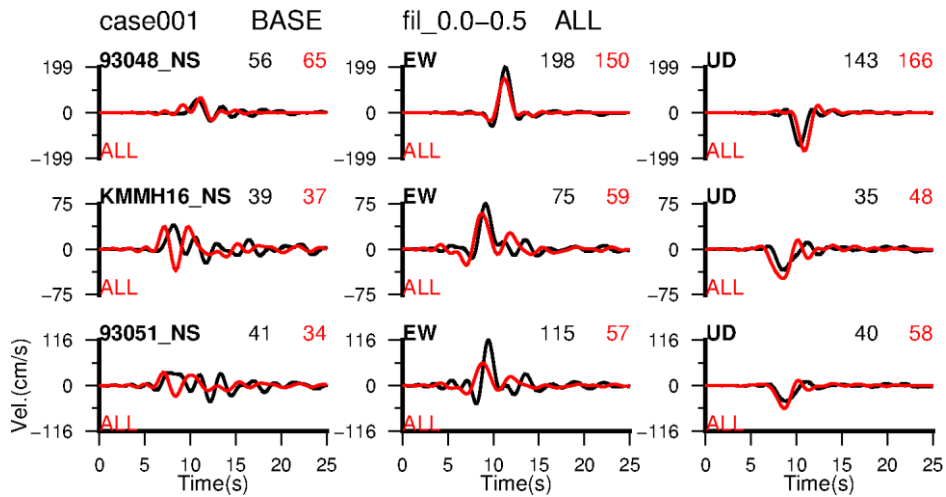 case001 BASE fil_0.0−0.5 ALL
93048_NS 56 65 EW 198 150 UD 143 166
199 199 199
0 0 0
−199 −199 −199
ALL ALL ALL
KMMH16_NS 39 37 EW 75 59 UD 35 48
75 75 75
0 0 0
−75 −75 −75
ALL ALL ALL
93051_NS 41 34 EW 115 57 UD 40 58
116 116 116
0 0 0
−116 −116 −116
ALL ALL ALL
Vel.(cm/s)
0 5 10 15 20 25 0 5 10 15 20 25 0 5 10 15 20 25
Time(s) Time(s) Time(s)